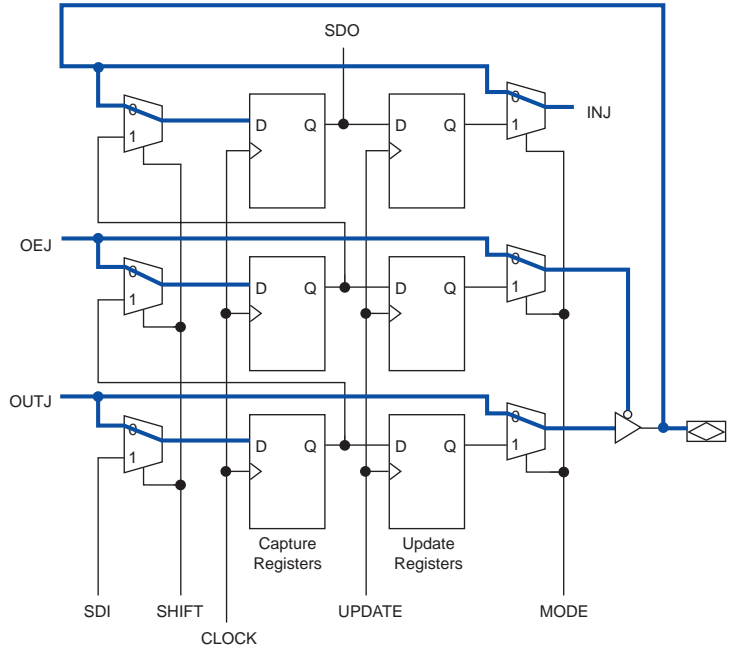 SDO
0
1
D Q
D Q
0
1
INJ
OEJ
0
1
D Q
D Q
0
1
OUTJ
0
1
D Q
D Q
0
1
Capture
Registers
Update
Registers
SDI
SHIFT
CLOCK
UPDATE
MODE